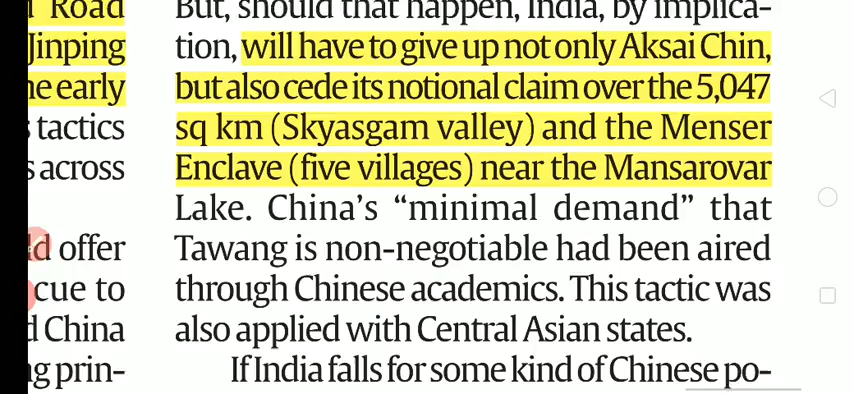 Road
Jinping
early
tactics
across
offer
cue to
China
prin-
But, should that happen, India, by implica-
tion, will have to give up not only Aksai Chin,
but also cede its notional claim over the 5,047
sq km (Skyasgam valley) and the Menser
Enclave (five villages) near the Mansarovar
Lake. China’s “minimal demand” that
Tawang is non-negotiable had been aired
through Chinese academics. This tactic was
also applied with Central Asian states.
If India falls for some kind of Chinese po-